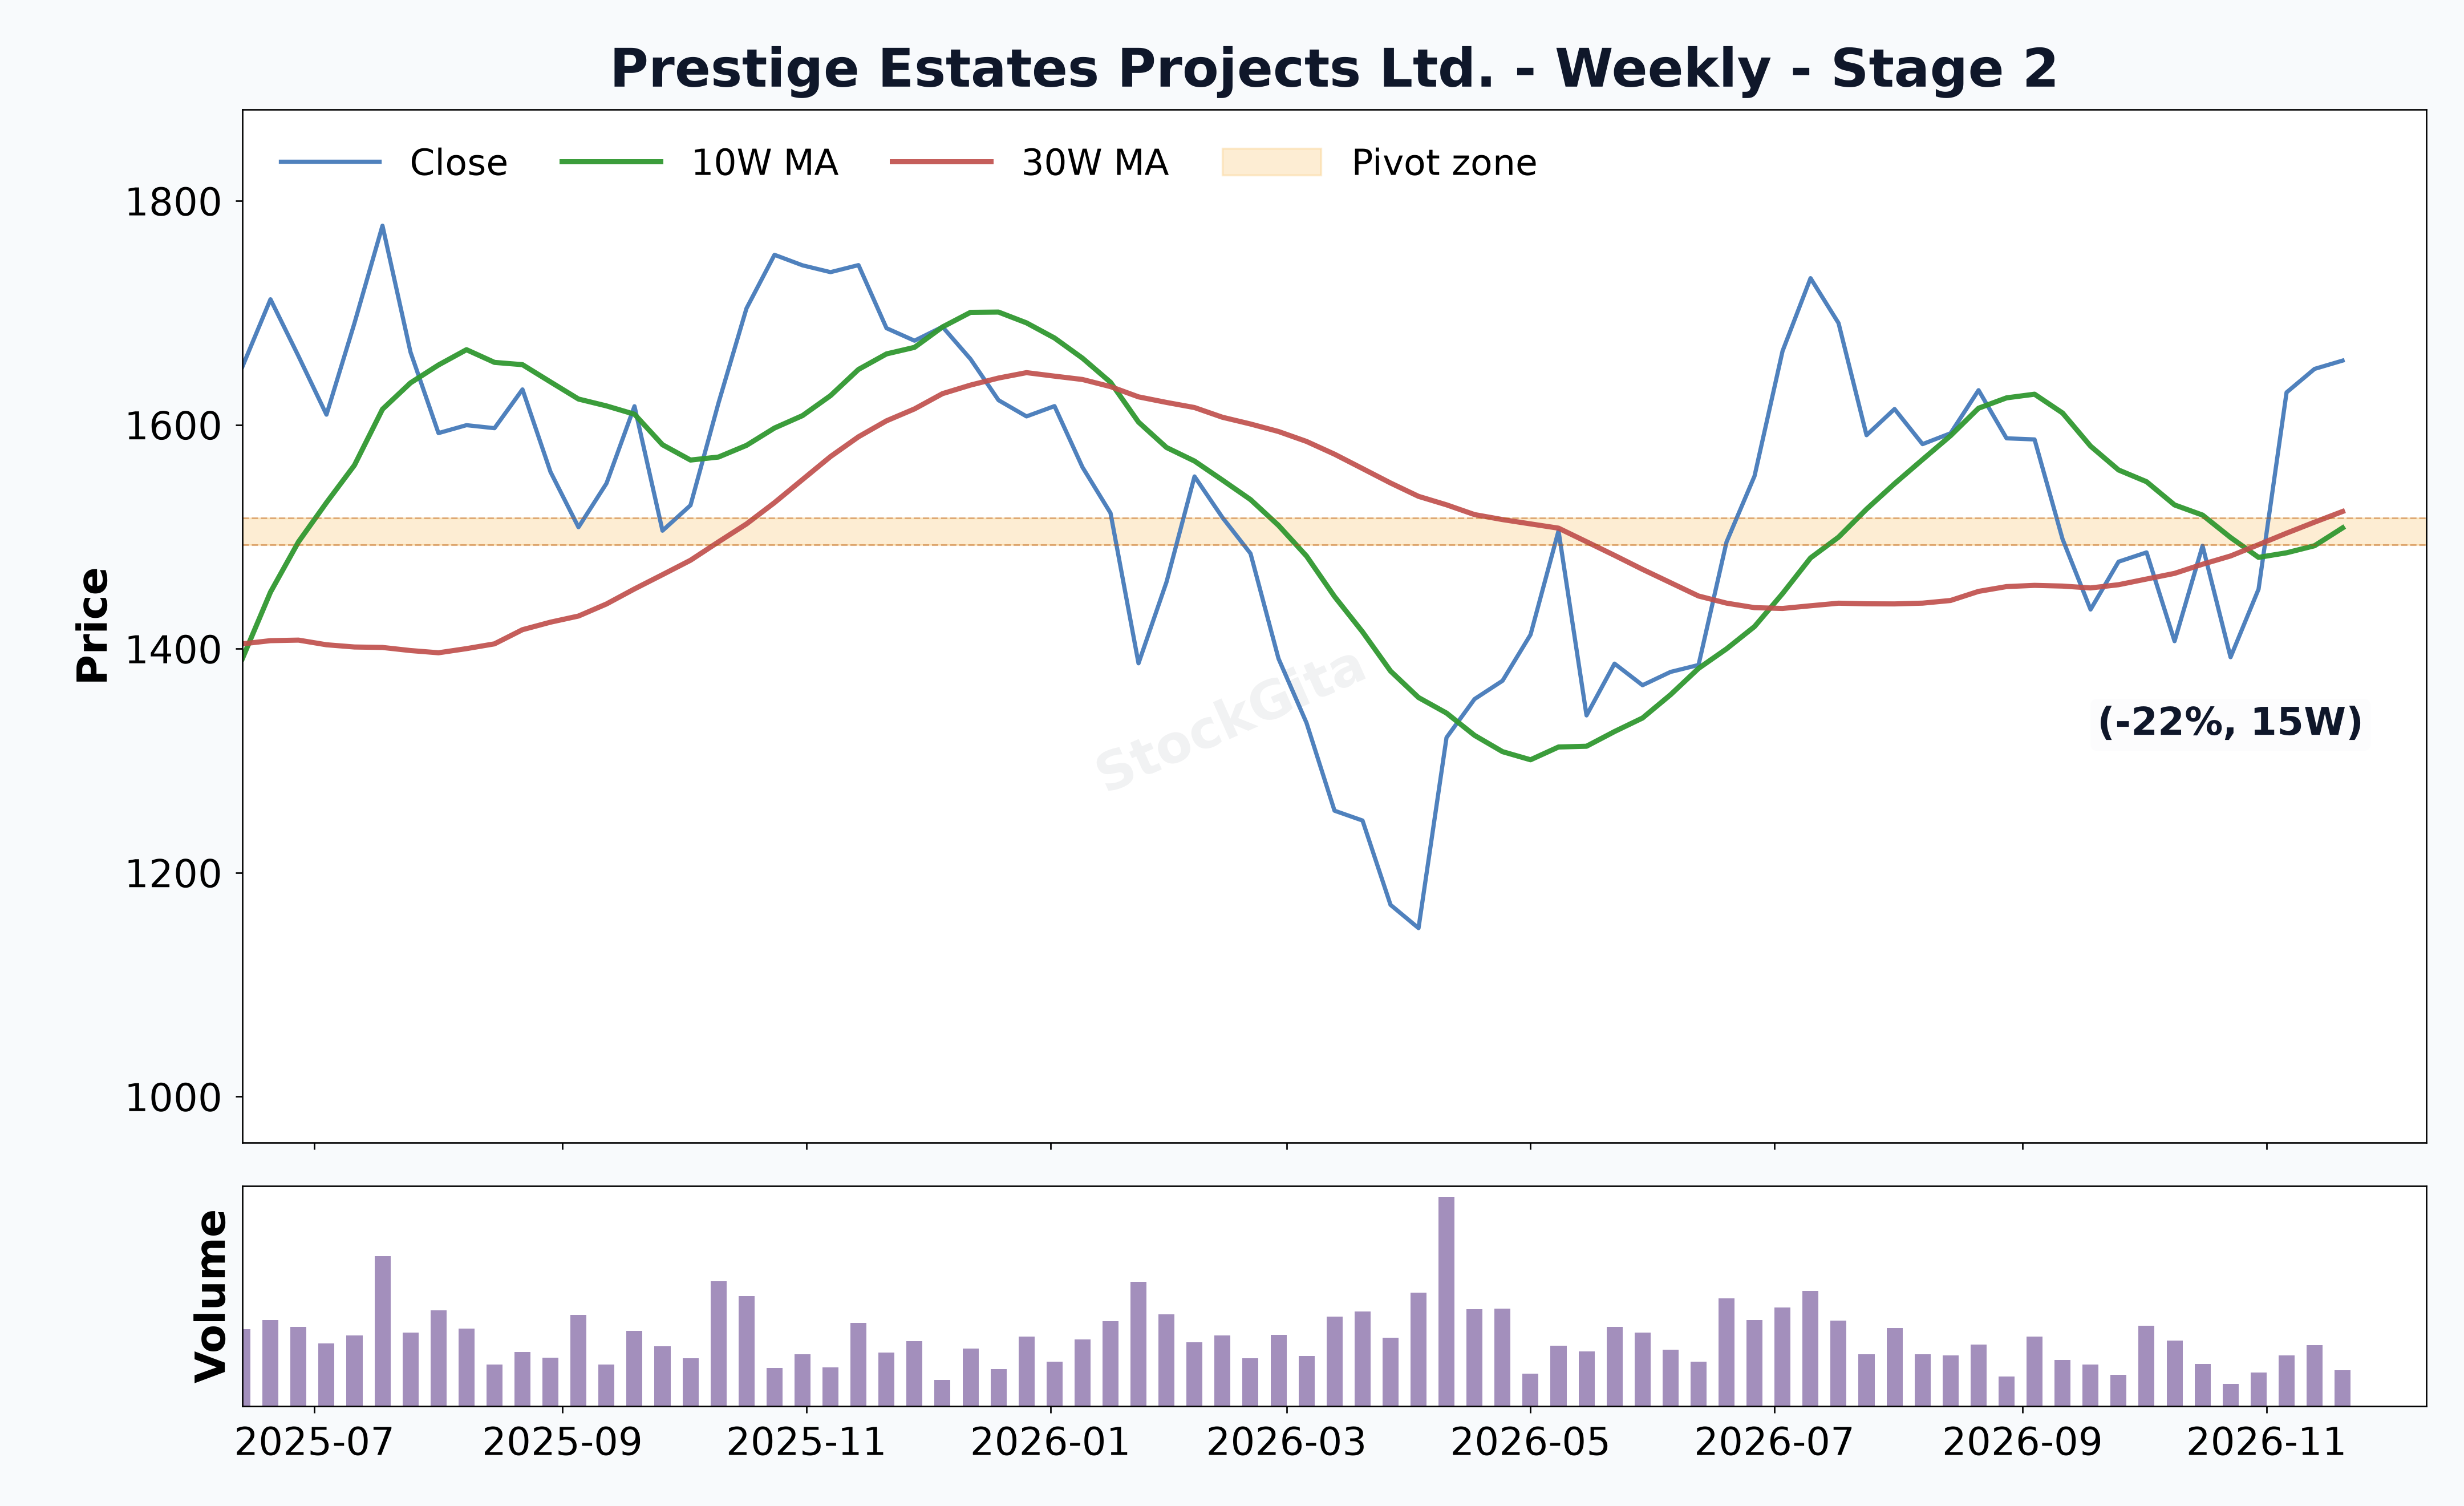 Prestige Estates Projects Ltd. - Weekly - Stage 2
Close 10W MA 30W MA Pivot zone
1800
1600
1400
1200
1000
Price
StockGita
(-22%, 15W)
Volume
2025-07 2025-09 2025-11 2026-01 2026-03 2026-05 2026-07 2026-09 2026-11